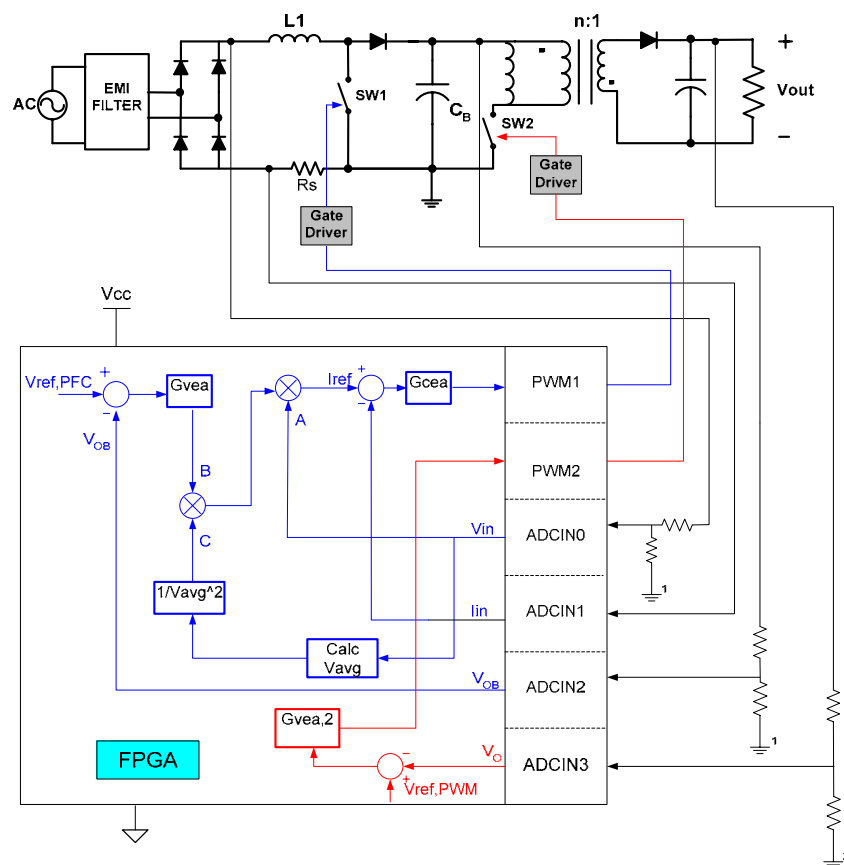 L1
n:1
EMI
FILTER
AC
SW1
C_B
SW2
+
Vout
−
Rs
Gate
Driver
Gate
Driver
Vcc
Vref,PFC
+
−
Gvea
Iref
+
−
Gcea
PWM1
A
V_OB
B
PWM2
C
Vin
ADCIN0
1
1/Vavg^2
Iin
ADCIN1
Calc
Vavg
V_OB
ADCIN2
Gvea,2
1
FPGA
−
V_O
ADCIN3
+
Vref,PWM